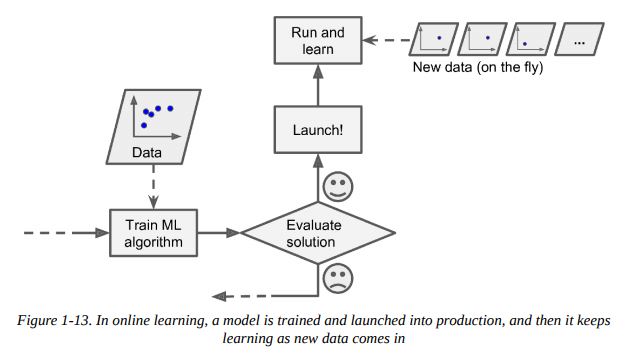 Run and
learn
New data (on the fly)
...
Launch!
Data
Train ML
algorithm
Evaluate
solution
Figure 1-13. In online learning, a model is trained and launched into production, and then it keeps
learning as new data comes in